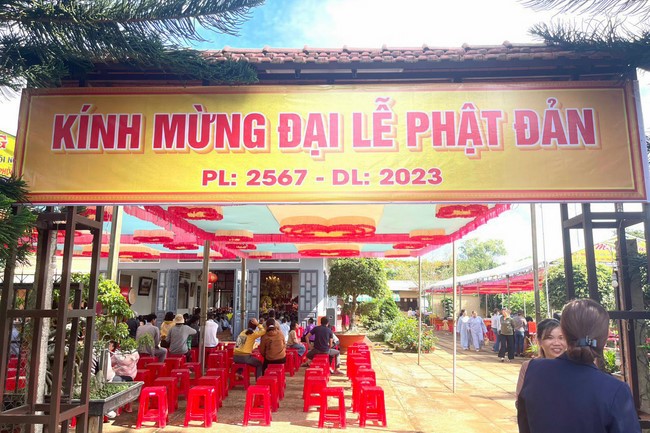 KÍNH MỪNG ĐẠI LỄ PHẬT ĐẢN
PL: 2567 - DL: 2023